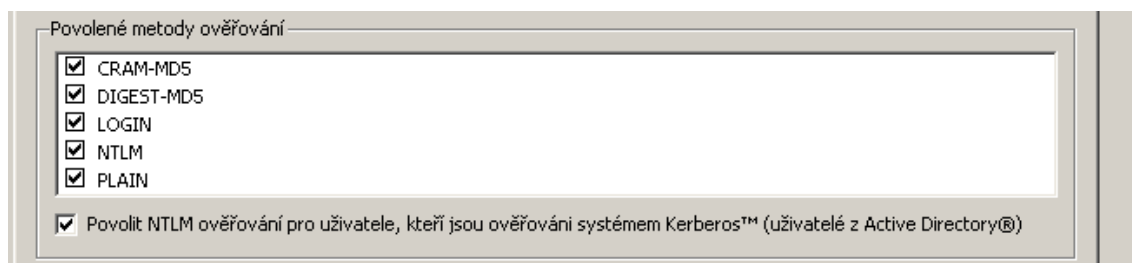 Povolené metody ověřování
CRAM-MD5
DIGEST-MD5
LOGIN
NTLM
PLAIN
Povolit NTLM ověřování pro uživatele, kteří jsou ověřováni systémem Kerberos™ (uživatelé z Active Directory®)